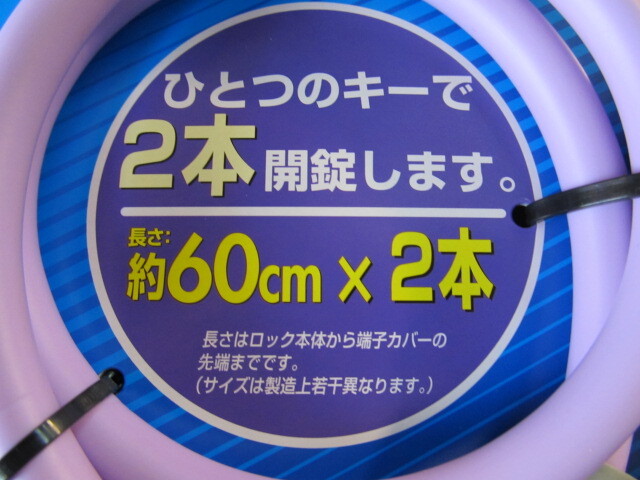 ひとつのキーで
2本開錠します。
長さ:
約60cm×2本
長さはロック本体から端子カバーの
先端までです。
(サイズは製造上若干異なります。)